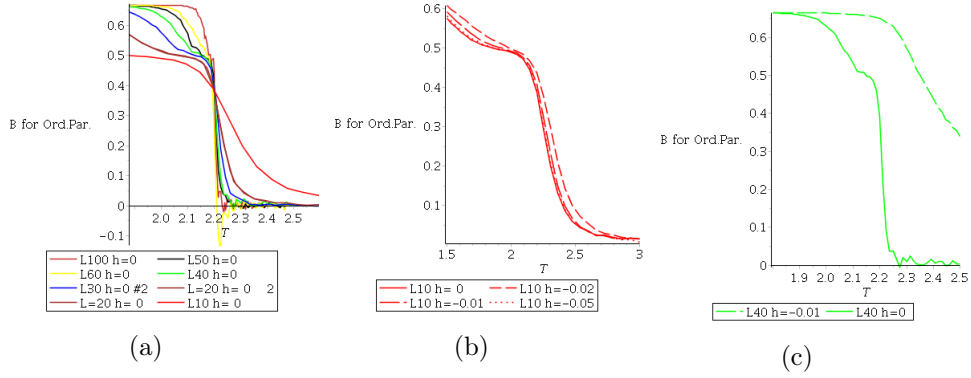 0.6
0.5
0.4
B for Ord.Par. 0.3
0.2
0.1
0
-0.1
2.0 2.1 2.2 2.3 2.4 2.5
T
L100 h=0 L50 h=0
L60 h=0 L40 h=0
L30 h=0 #2 L=20 h= 0 2
L=20 h= 0 L10 h= 0
(a)
0.6
0.5
0.4
B for Ord.Par.
0.3
0.2
0.1
1.5 2 2.5 3
T
L10 h= 0 L10 h=-0.02
L10 h=-0.01 L10 h=-0.05
(b)
0.6
0.5
0.4
B for Ord.Par.
0.3
0.2
0.1
0
1.9 2.0 2.1 2.2 2.3 2.4 2.5
T
L40 h=-0.01 L40 h=0
(c)